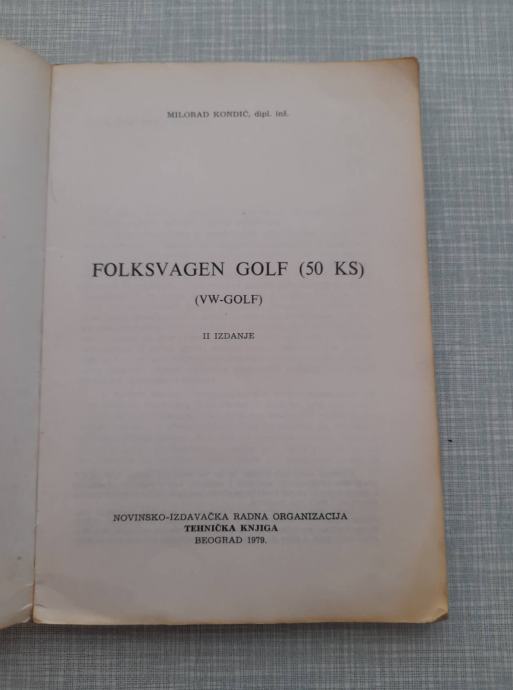 MILORAD KONDIĆ, dipl. inž.
FOLKSVAGEN GOLF (50 KS)
(VW-GOLF)
II IZDANJE
NOVINSKO-IZDAVAČKA RADNA ORGANIZACIJA
TEHNIČKA KNJIGA
BEOGRAD 1979.